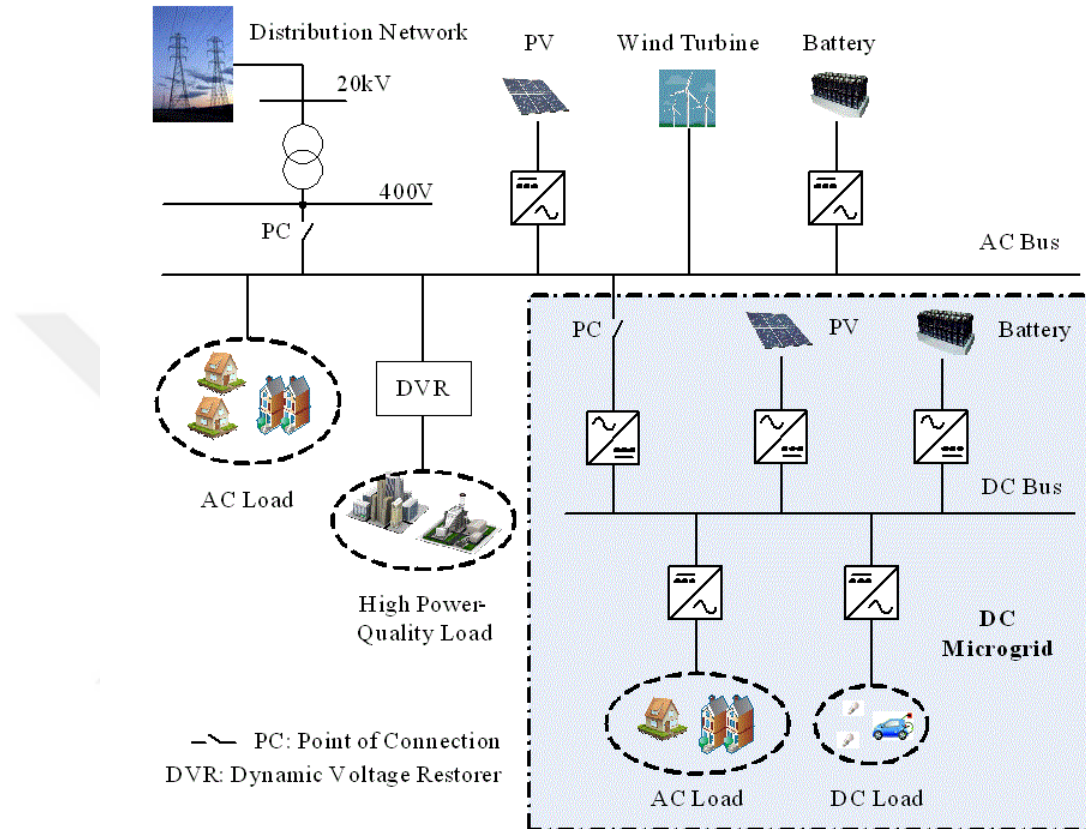 Distribution Network
PV
Wind Turbine
Battery
20kV
400V
PC
AC Bus
PC
PV
Battery
DVR
AC Load
DC Bus
High Power-
Quality Load
DC
Microgrid
PC: Point of Connection
DVR: Dynamic Voltage Restorer
AC Load
DC Load